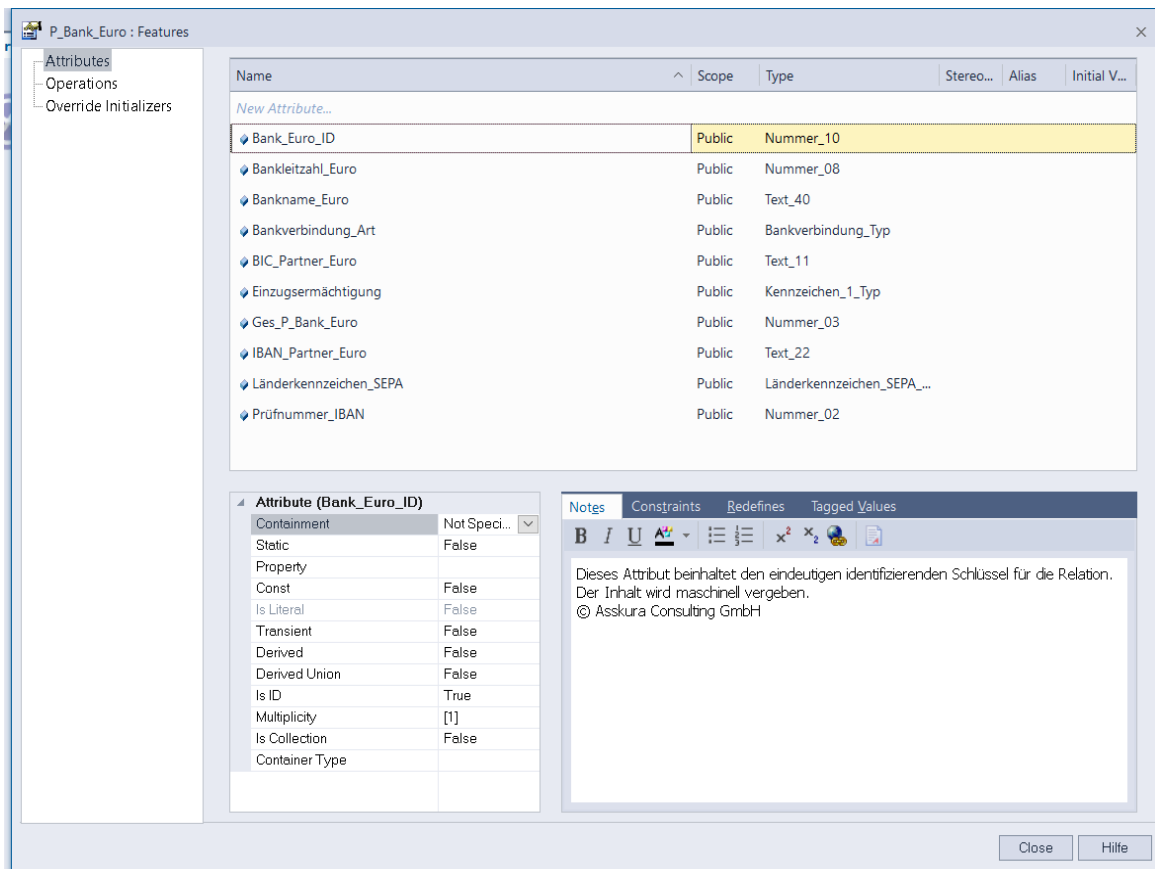 P_Bank_Euro : Features
Attributes
Operations
Override Initializers
Name Scope Type Stereo... Alias Initial V...
New Attribute...
Bank_Euro_ID Public Nummer_10
Bankleitzahl_Euro Public Nummer_08
Bankname_Euro Public Text_40
Bankverbindung_Art Public Bankverbindung_Typ
BIC_Partner_Euro Public Text_11
Einzugsermächtigung Public Kennzeichen_1_Typ
Ges_P_Bank_Euro Public Nummer_03
IBAN_Partner_Euro Public Text_22
Länderkennzeichen_SEPA Public Länderkennzeichen_SEPA_...
Prüfnummer_IBAN Public Nummer_02
Attribute (Bank_Euro_ID)
Containment Not Speci...
Static False
Property
Const False
Is Literal False
Transient False
Derived False
Derived Union False
Is ID True
Multiplicity [1]
Is Collection False
Container Type
Notes Constraints Redefines Tagged Values
Dieses Attribut beinhaltet den eindeutigen identifizierenden Schlüssel für die Relation.
Der Inhalt wird maschinell vergeben.
© Asskura Consulting GmbH
Close Hilfe